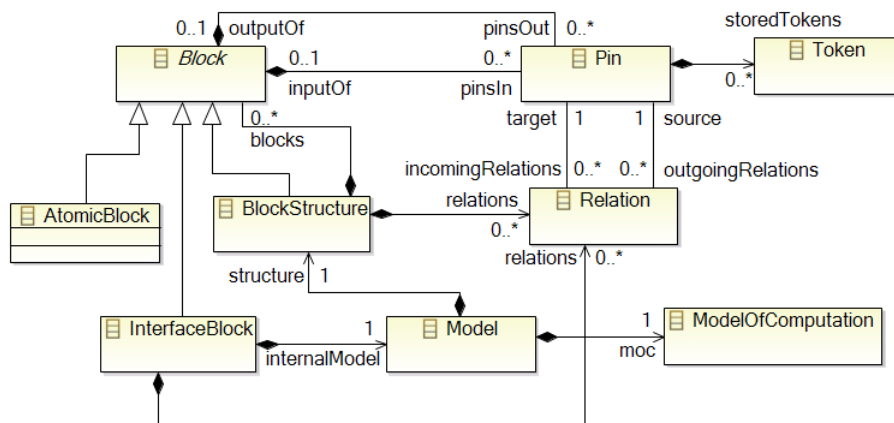 0..1 outputOf pinsOut 0..* storedTokens
Block 0..1 0..* Pin Token
inputOf pinsIn 0..*
0..* target 1 1 source
blocks
incomingRelations 0..* 0..* outgoingRelations
AtomicBlock BlockStructure relations Relation
0..*
structure 1 relations 0..*
InterfaceBlock 1 Model 1 ModelOfComputation
internalModel moc